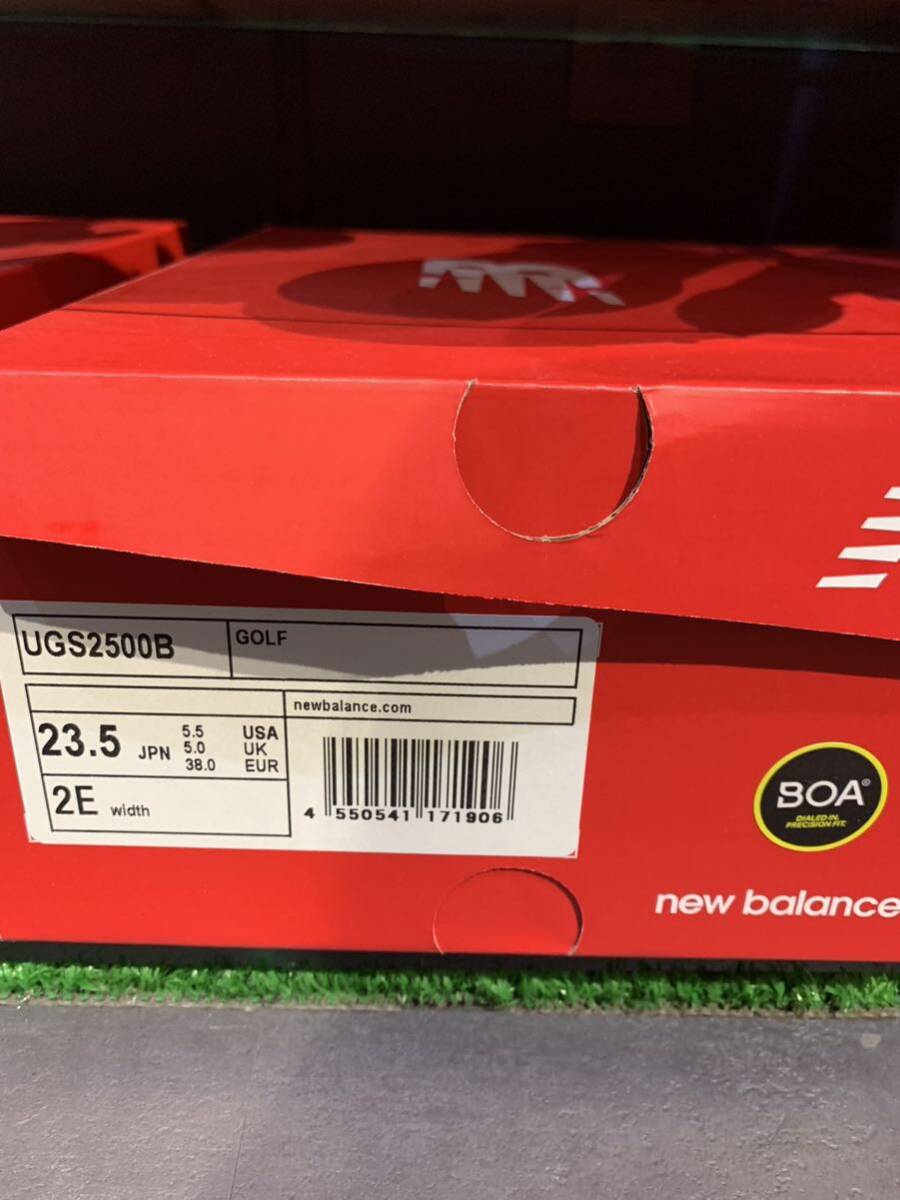 UGS2500B
GOLF
newbalance.com
23.5 JPN
5.5 USA
5.0 UK
38.0 EUR
2E width
4 550541 171906
BOA®
DIALED IN.
PRECISION FIT.
new balance